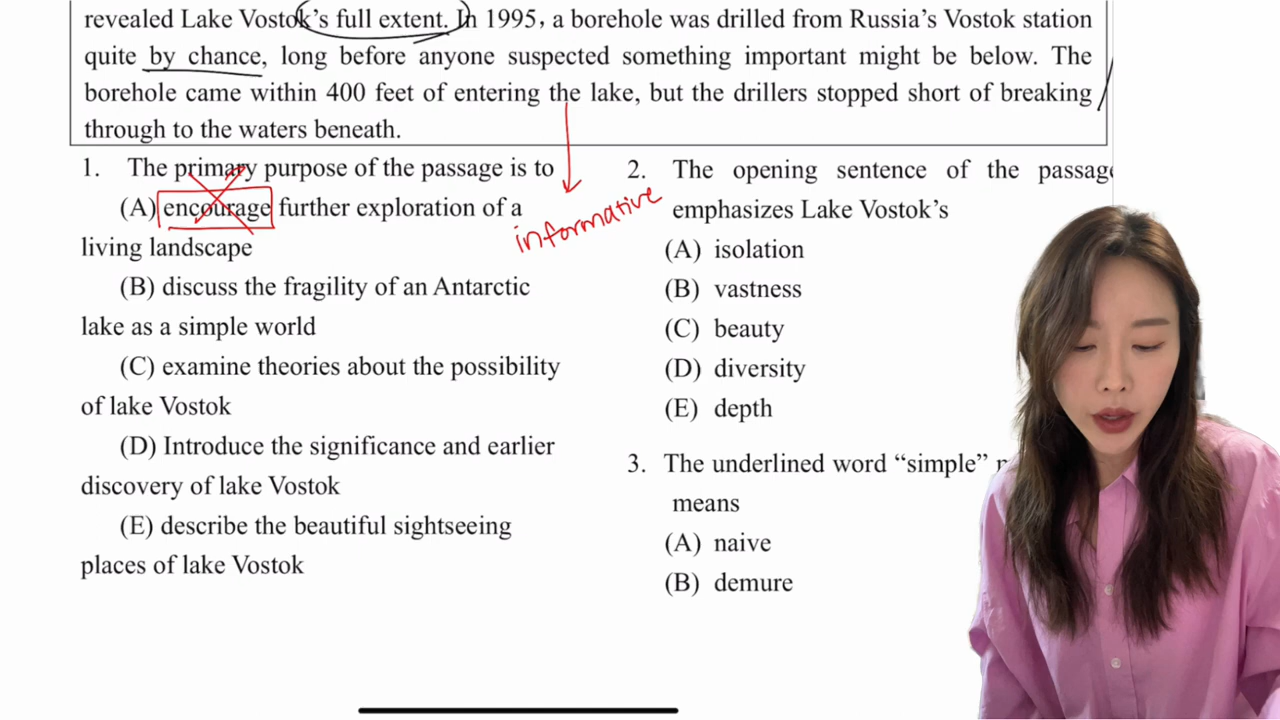 revealed Lake Vostok's full extent. In 1995, a borehole was drilled from Russia's Vostok station
quite by chance, long before anyone suspected something important might be below. The
borehole came within 400 feet of entering the lake, but the drillers stopped short of breaking
through to the waters beneath.
1. The primary purpose of the passage is to
(A) encourage further exploration of a
living landscape
(B) discuss the fragility of an Antarctic
lake as a simple world
(C) examine theories about the possibility
of lake Vostok
(D) Introduce the significance and earlier
discovery of lake Vostok
(E) describe the beautiful sightseeing
places of lake Vostok
informative
2. The opening sentence of the passage
emphasizes Lake Vostok's
(A) isolation
(B) vastness
(C) beauty
(D) diversity
(E) depth
3. The underlined word “simple”
means
(A) naive
(B) demure